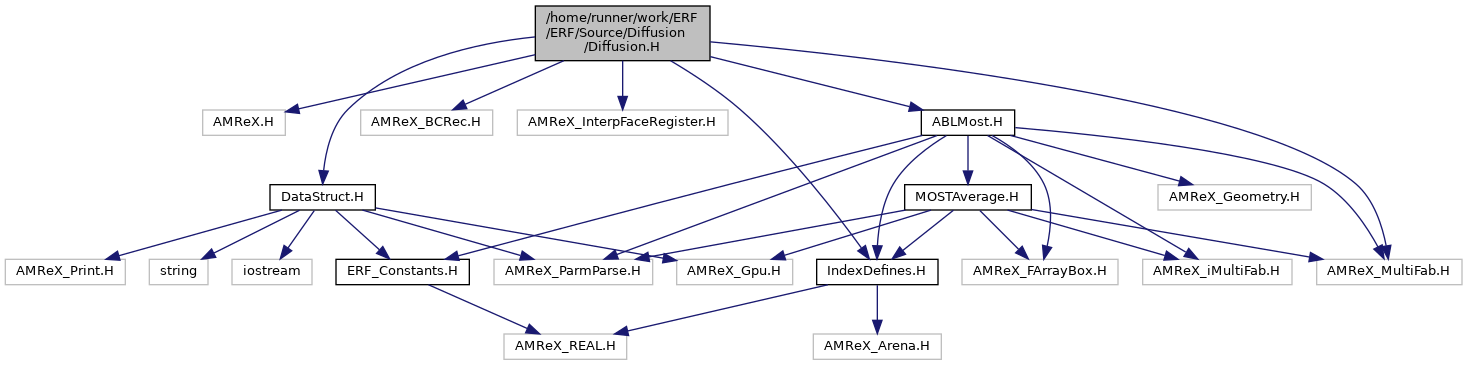 /home/runner/work/ERF
/ERF/Source/Diffusion
/Diffusion.H
AMReX.H
AMReX_BCRec.H
AMReX_InterpFaceRegister.H
ABLMost.H
DataStruct.H
MOSTAverage.H
AMReX_Geometry.H
AMReX_Print.H
string
iostream
ERF_Constants.H
AMReX_ParmParse.H
AMReX_Gpu.H
IndexDefines.H
AMReX_FArrayBox.H
AMReX_iMultiFab.H
AMReX_MultiFab.H
AMReX_REAL.H
AMReX_Arena.H